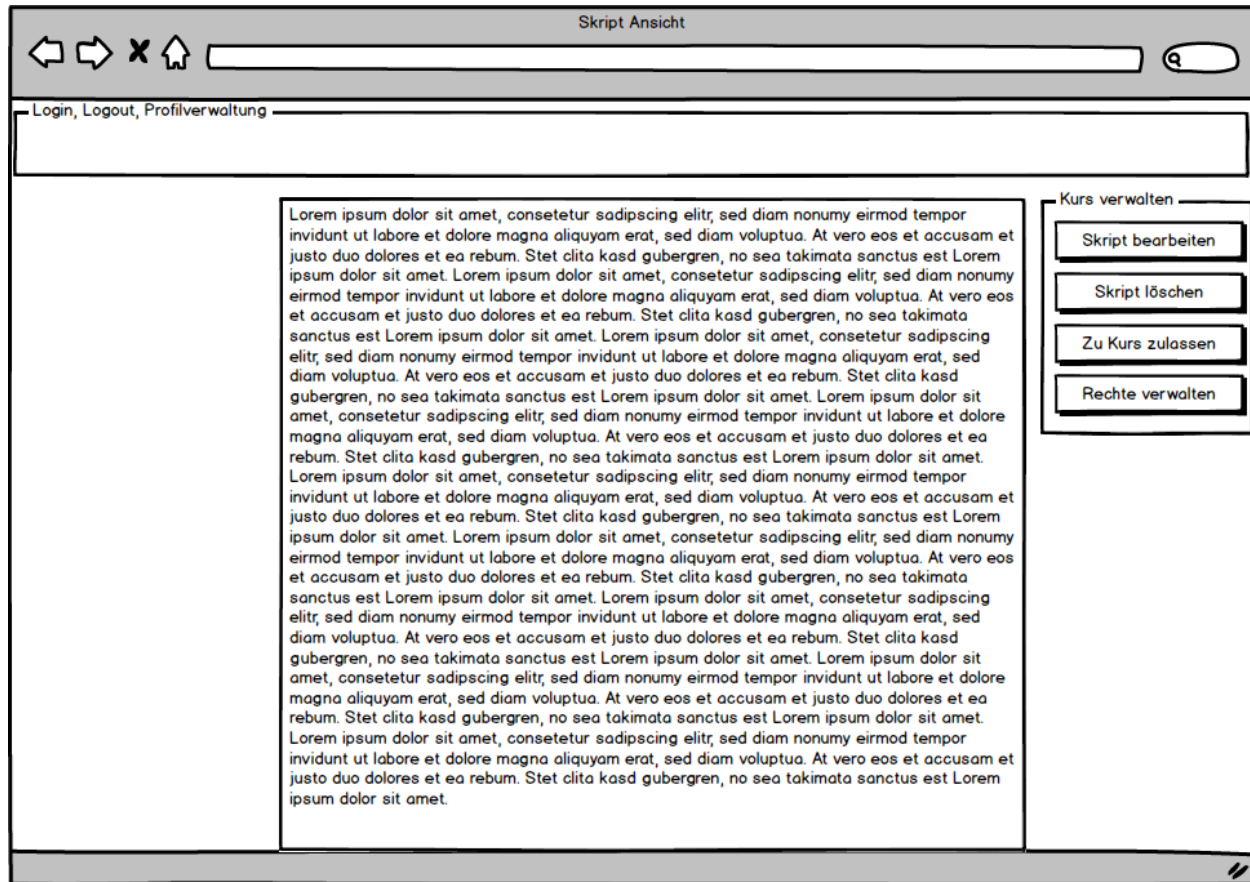 Skript Ansicht
Login, Logout, Profilverwaltung
Lorem ipsum dolor sit amet, consetetur sadipscing elitr, sed diam nonumy eirmod tempor
invidunt ut labore et dolore magna aliquyam erat, sed diam voluptua. At vero eos et accusam et
justo duo dolores et ea rebum. Stet clita kasd gubergren, no sea takimata sanctus est Lorem
ipsum dolor sit amet. Lorem ipsum dolor sit amet, consetetur sadipscing elitr, sed diam nonumy
eirmod tempor invidunt ut labore et dolore magna aliquyam erat, sed diam voluptua. At vero eos
et accusam et justo duo dolores et ea rebum. Stet clita kasd gubergren, no sea takimata
sanctus est Lorem ipsum dolor sit amet. Lorem ipsum dolor sit amet, consetetur sadipscing
elitr, sed diam nonumy eirmod tempor invidunt ut labore et dolore magna aliquyam erat, sed
diam voluptua. At vero eos et accusam et justo duo dolores et ea rebum. Stet clita kasd
gubergren, no sea takimata sanctus est Lorem ipsum dolor sit amet. Lorem ipsum dolor sit
amet, consetetur sadipscing elitr, sed diam nonumy eirmod tempor invidunt ut labore et dolore
magna aliquyam erat, sed diam voluptua. At vero eos et accusam et justo duo dolores et ea
rebum. Stet clita kasd gubergren, no sea takimata sanctus est Lorem ipsum dolor sit amet.
Lorem ipsum dolor sit amet, consetetur sadipscing elitr, sed diam nonumy eirmod tempor
invidunt ut labore et dolore magna aliquyam erat, sed diam voluptua. At vero eos et accusam et
justo duo dolores et ea rebum. Stet clita kasd gubergren, no sea takimata sanctus est Lorem
ipsum dolor sit amet. Lorem ipsum dolor sit amet, consetetur sadipscing elitr, sed diam nonumy
eirmod tempor invidunt ut labore et dolore magna aliquyam erat, sed diam voluptua. At vero eos
et accusam et justo duo dolores et ea rebum. Stet clita kasd gubergren, no sea takimata
sanctus est Lorem ipsum dolor sit amet. Lorem ipsum dolor sit amet, consetetur sadipscing
elitr, sed diam nonumy eirmod tempor invidunt ut labore et dolore magna aliquyam erat, sed
diam voluptua. At vero eos et accusam et justo duo dolores et ea rebum. Stet clita kasd
gubergren, no sea takimata sanctus est Lorem ipsum dolor sit amet. Lorem ipsum dolor sit
amet, consetetur sadipscing elitr, sed diam nonumy eirmod tempor invidunt ut labore et dolore
magna aliquyam erat, sed diam voluptua. At vero eos et accusam et justo duo dolores et ea
rebum. Stet clita kasd gubergren, no sea takimata sanctus est Lorem ipsum dolor sit amet.
Lorem ipsum dolor sit amet, consetetur sadipscing elitr, sed diam nonumy eirmod tempor
invidunt ut labore et dolore magna aliquyam erat, sed diam voluptua. At vero eos et accusam et
justo duo dolores et ea rebum. Stet clita kasd gubergren, no sea takimata sanctus est Lorem
ipsum dolor sit amet.
Kurs verwalten
Skript bearbeiten
Skript löschen
Zu Kurs zulassen
Rechte verwalten